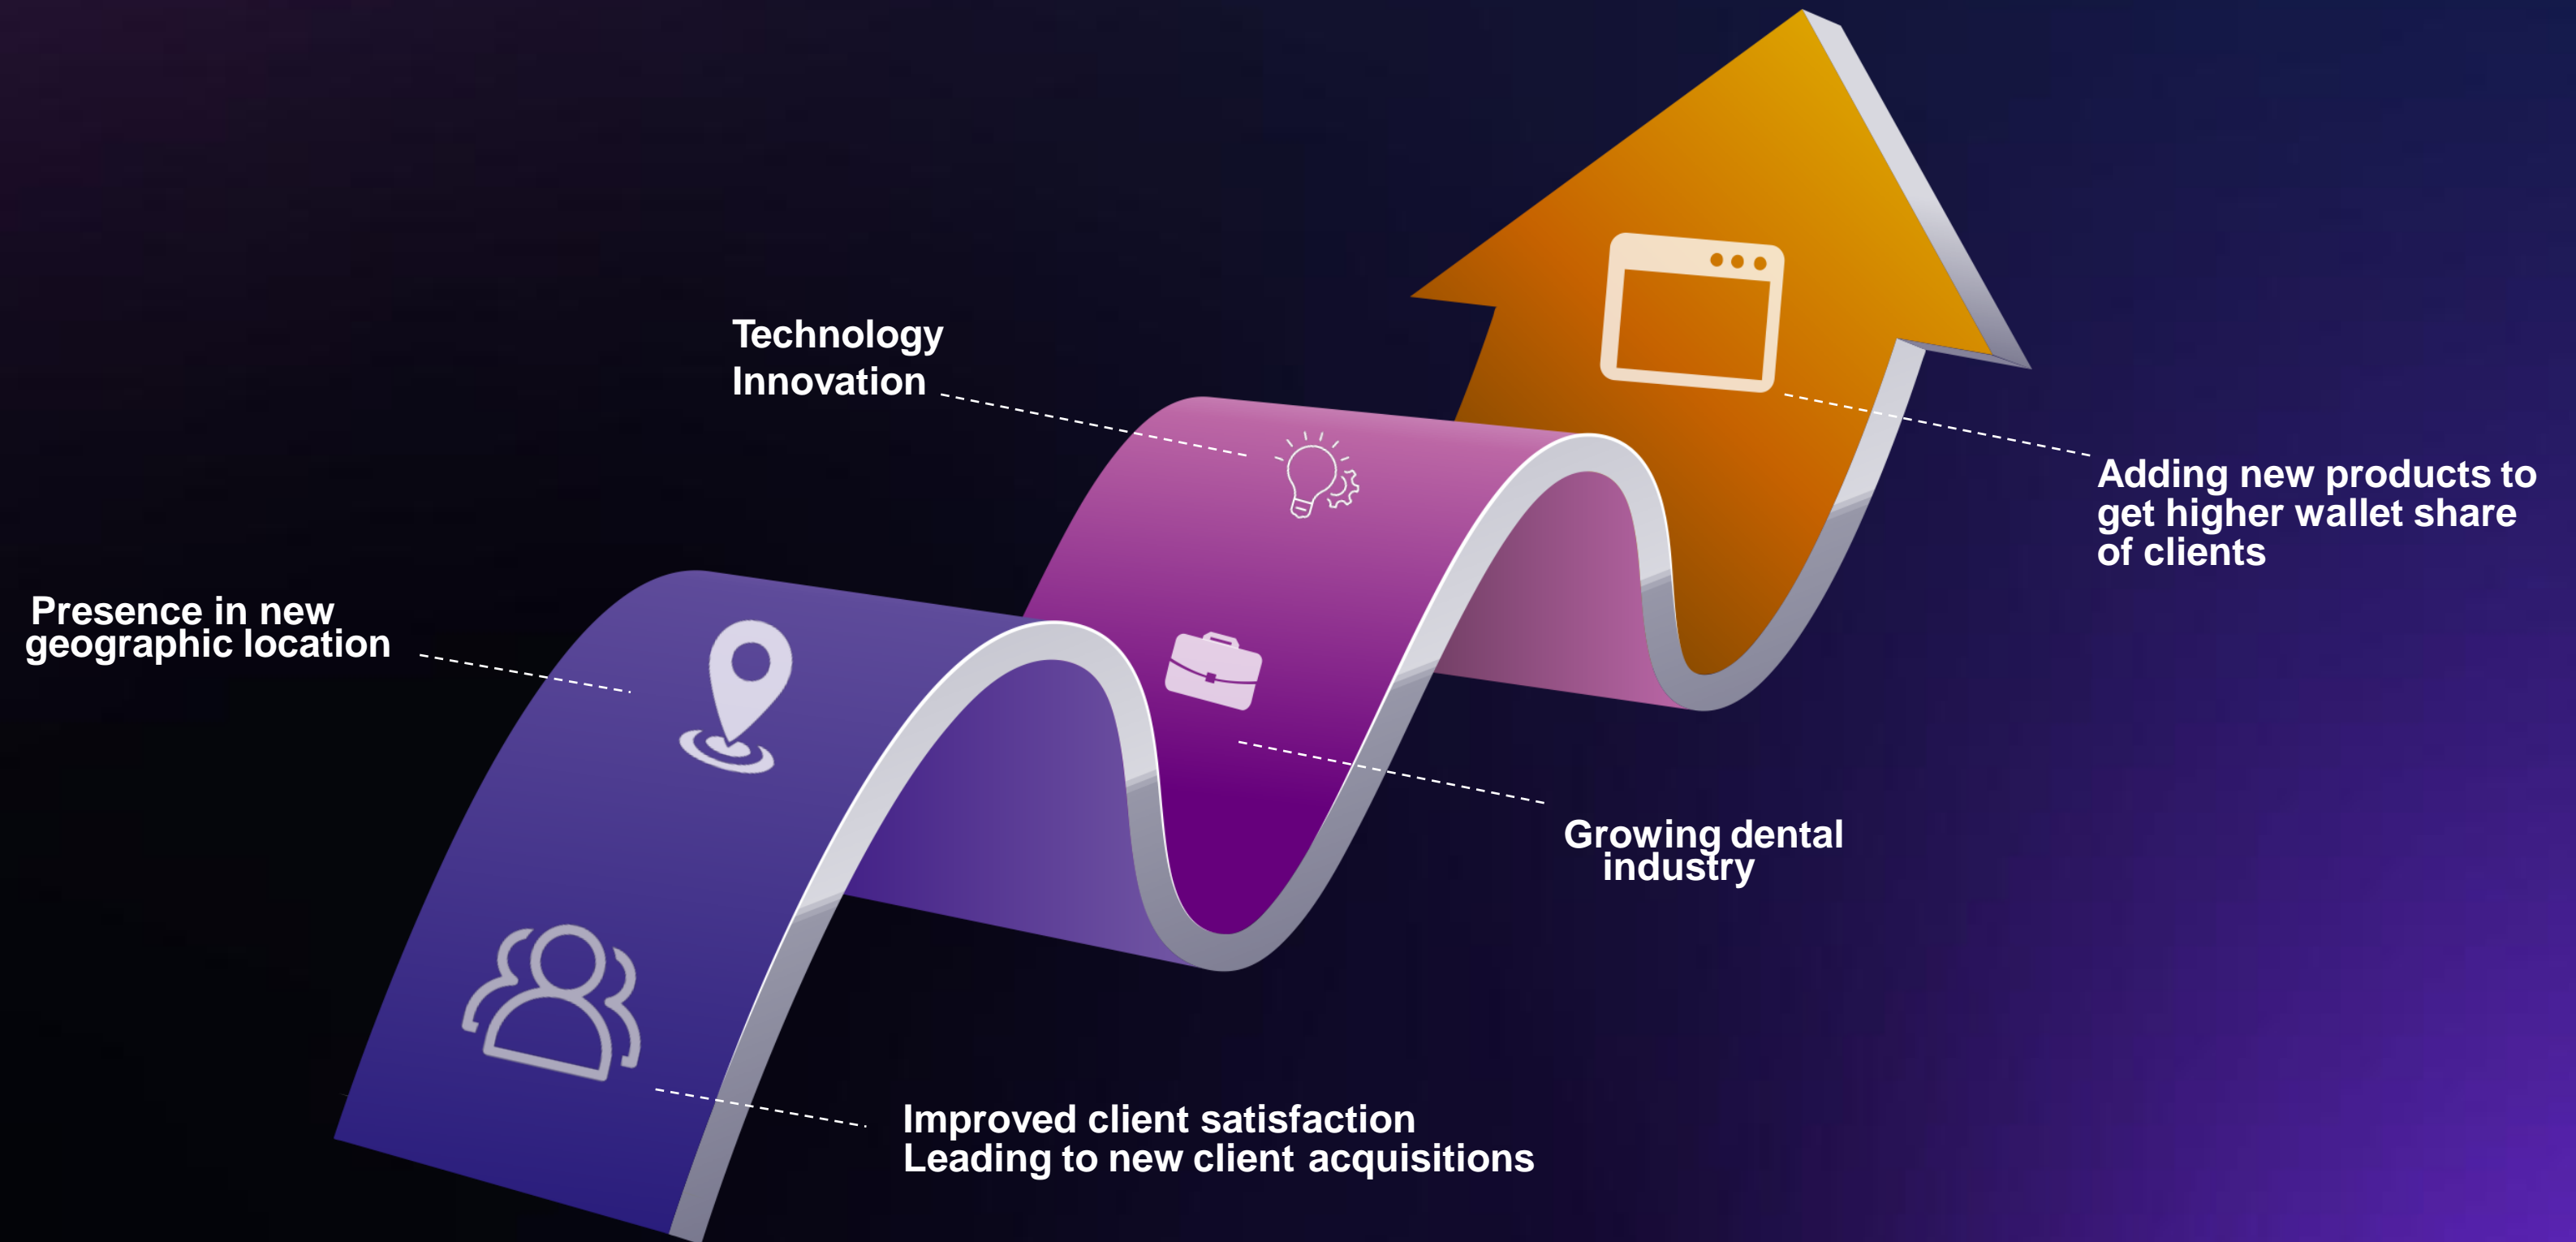 Technology
Innovation
Adding new products to
get higher wallet share
of clients
Presence in new
geographic location
Growing dental
industry
Improved client satisfaction
Leading to new client acquisitions